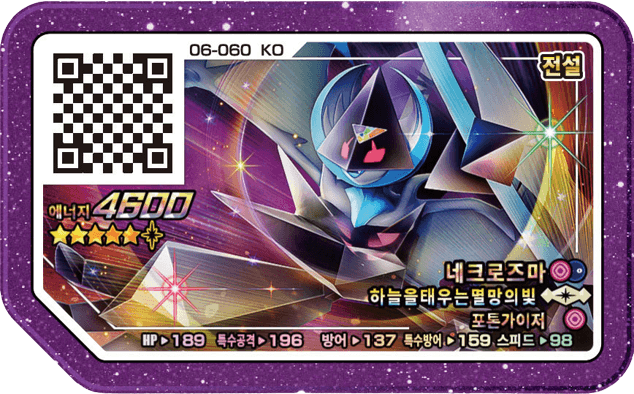 06-060 KO
전설
에너지 4600
네크로즈마
하늘을태우는멸망의빛
포톤가이저
HP▶189 특수공격▶196 방어▶137 특수방어▶159 스피드▶98